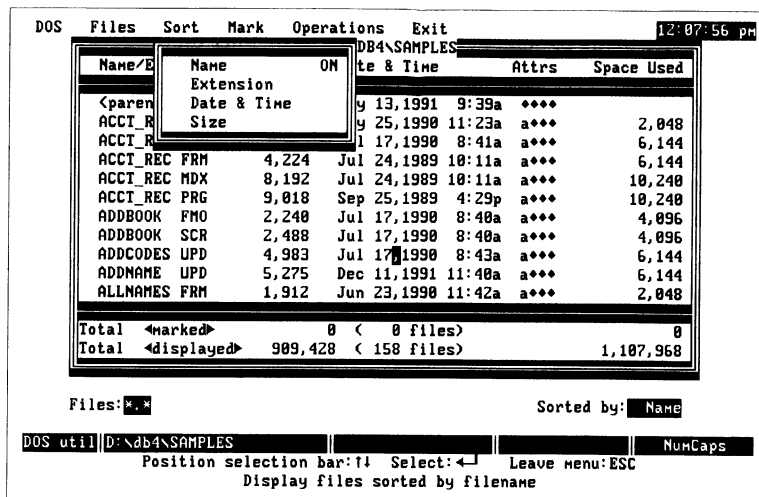 DOS Files Sort Mark Operations Exit 12:07:56 pm
DB4\SAMPLES
Name/E te & Time Attrs Space Used
Name ON
Extension
Date & Time
Size
<paren y 13,1991 9:39a ♦♦♦♦
ACCT_R y 25,1990 11:23a a♦♦♦ 2,048
ACCT_R l 17,1990 8:41a a♦♦♦ 6,144
ACCT_REC FRM 4,224 Jul 24,1989 10:11a a♦♦♦ 6,144
ACCT_REC MDX 8,192 Jul 24,1989 10:11a a♦♦♦ 10,240
ACCT_REC PRG 9,018 Sep 25,1989 4:29p a♦♦♦ 10,240
ADDBOOK FMO 2,240 Jul 17,1990 8:40a a♦♦♦ 4,096
ADDBOOK SCR 2,488 Jul 17,1990 8:40a a♦♦♦ 4,096
ADDCODES UPD 4,983 Jul 17,1990 8:43a a♦♦♦ 6,144
ADDNAME UPD 5,275 Dec 11,1991 11:40a a♦♦♦ 6,144
ALLNAMES FRM 1,912 Jun 23,1990 11:42a a♦♦♦ 2,048
Total ◄marked► 0 ( 0 files) 0
Total ◄displayed► 909,428 ( 158 files) 1,107,968
Files:*.* Sorted by: Name
DOS util D:\db4\SAMPLES NumCaps
Position selection bar:↑↓ Select:◄┘ Leave menu:ESC
Display files sorted by filename